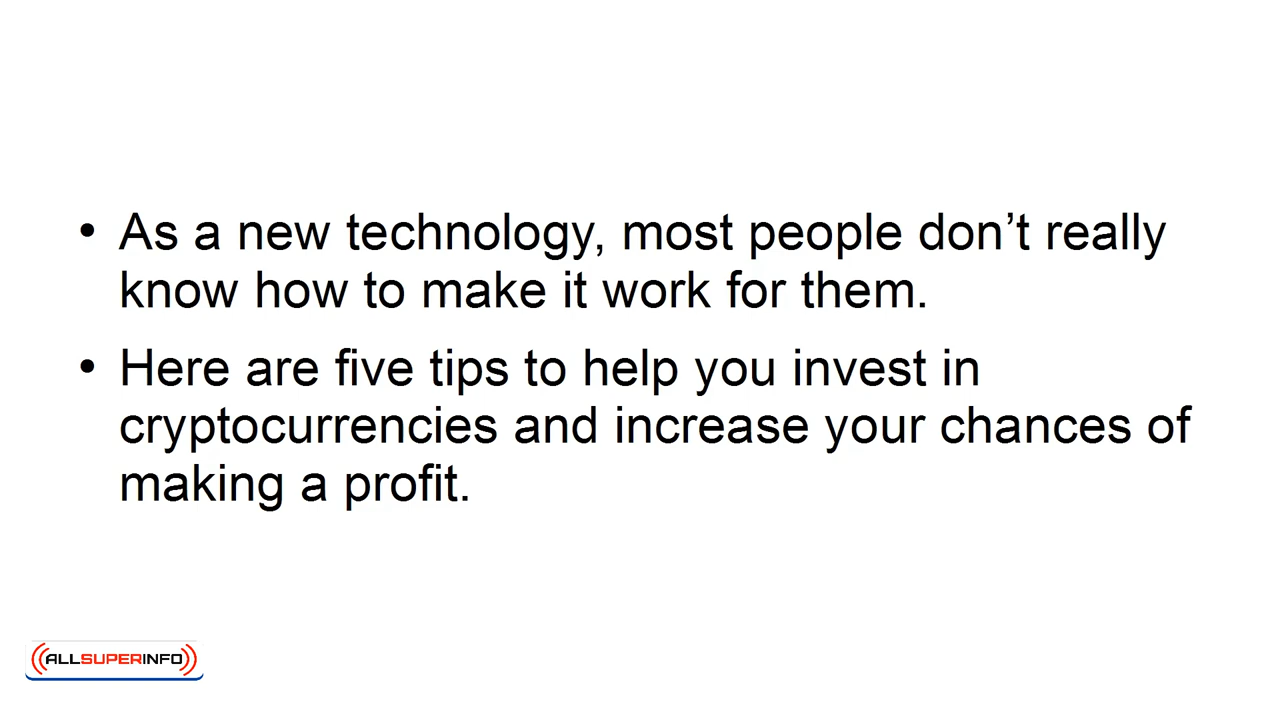 • As a new technology, most people don’t really
know how to make it work for them.
• Here are five tips to help you invest in
cryptocurrencies and increase your chances of
making a profit.
ALLSUPERINFO